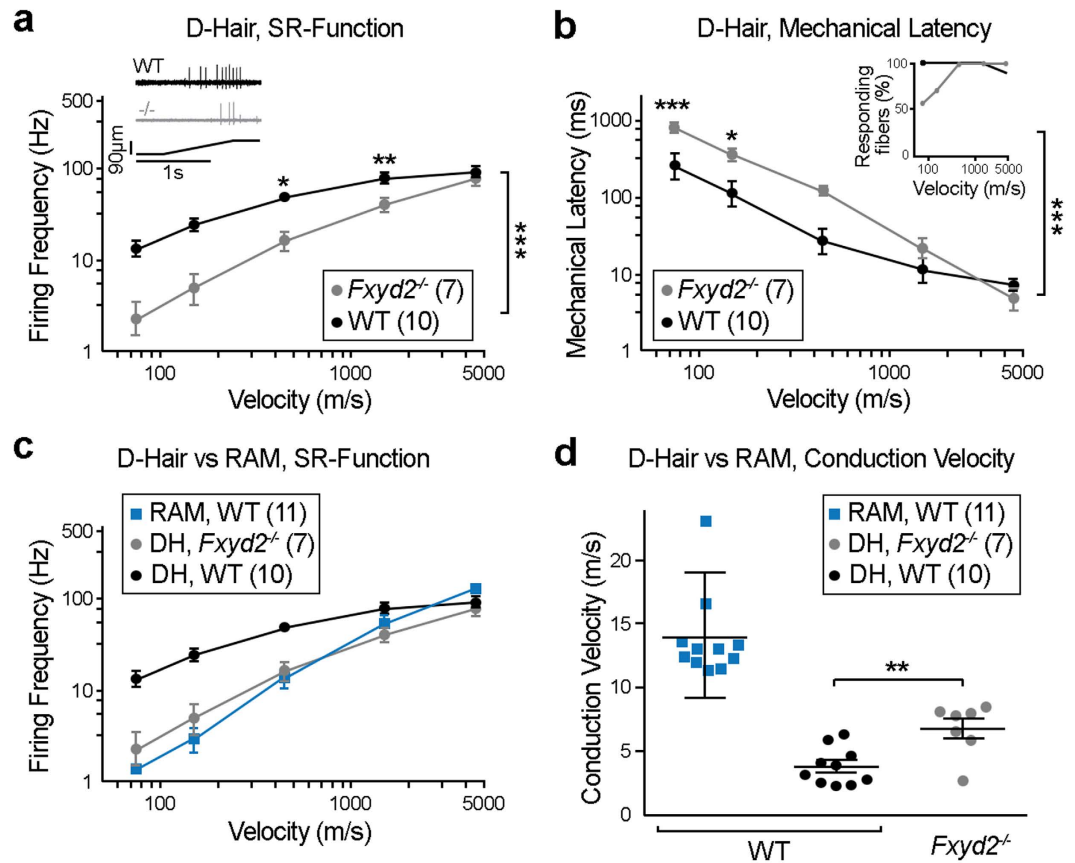 a
D-Hair, SR-Function
WT
-/-
90μm
1s
Firing Frequency (Hz)
500
100
10
1
*
**
***
Fxyd2-/- (7)
WT (10)
100
1000
5000
Velocity (m/s)
b
D-Hair, Mechanical Latency
Mechanical Latency (ms)
1000
100
10
1
***
*
Responding
fibers (%)
100
50
0
100
1000
5000
Velocity (m/s)
***
Fxyd2-/- (7)
WT (10)
100
1000
5000
Velocity (m/s)
c
D-Hair vs RAM, SR-Function
RAM, WT (11)
DH, Fxyd2-/- (7)
DH, WT (10)
Firing Frequency (Hz)
500
100
10
1
100
1000
5000
Velocity (m/s)
d
D-Hair vs RAM, Conduction Velocity
RAM, WT (11)
DH, Fxyd2-/- (7)
DH, WT (10)
Conduction Velocity (m/s)
20
15
10
5
0
**
WT
Fxyd2-/-